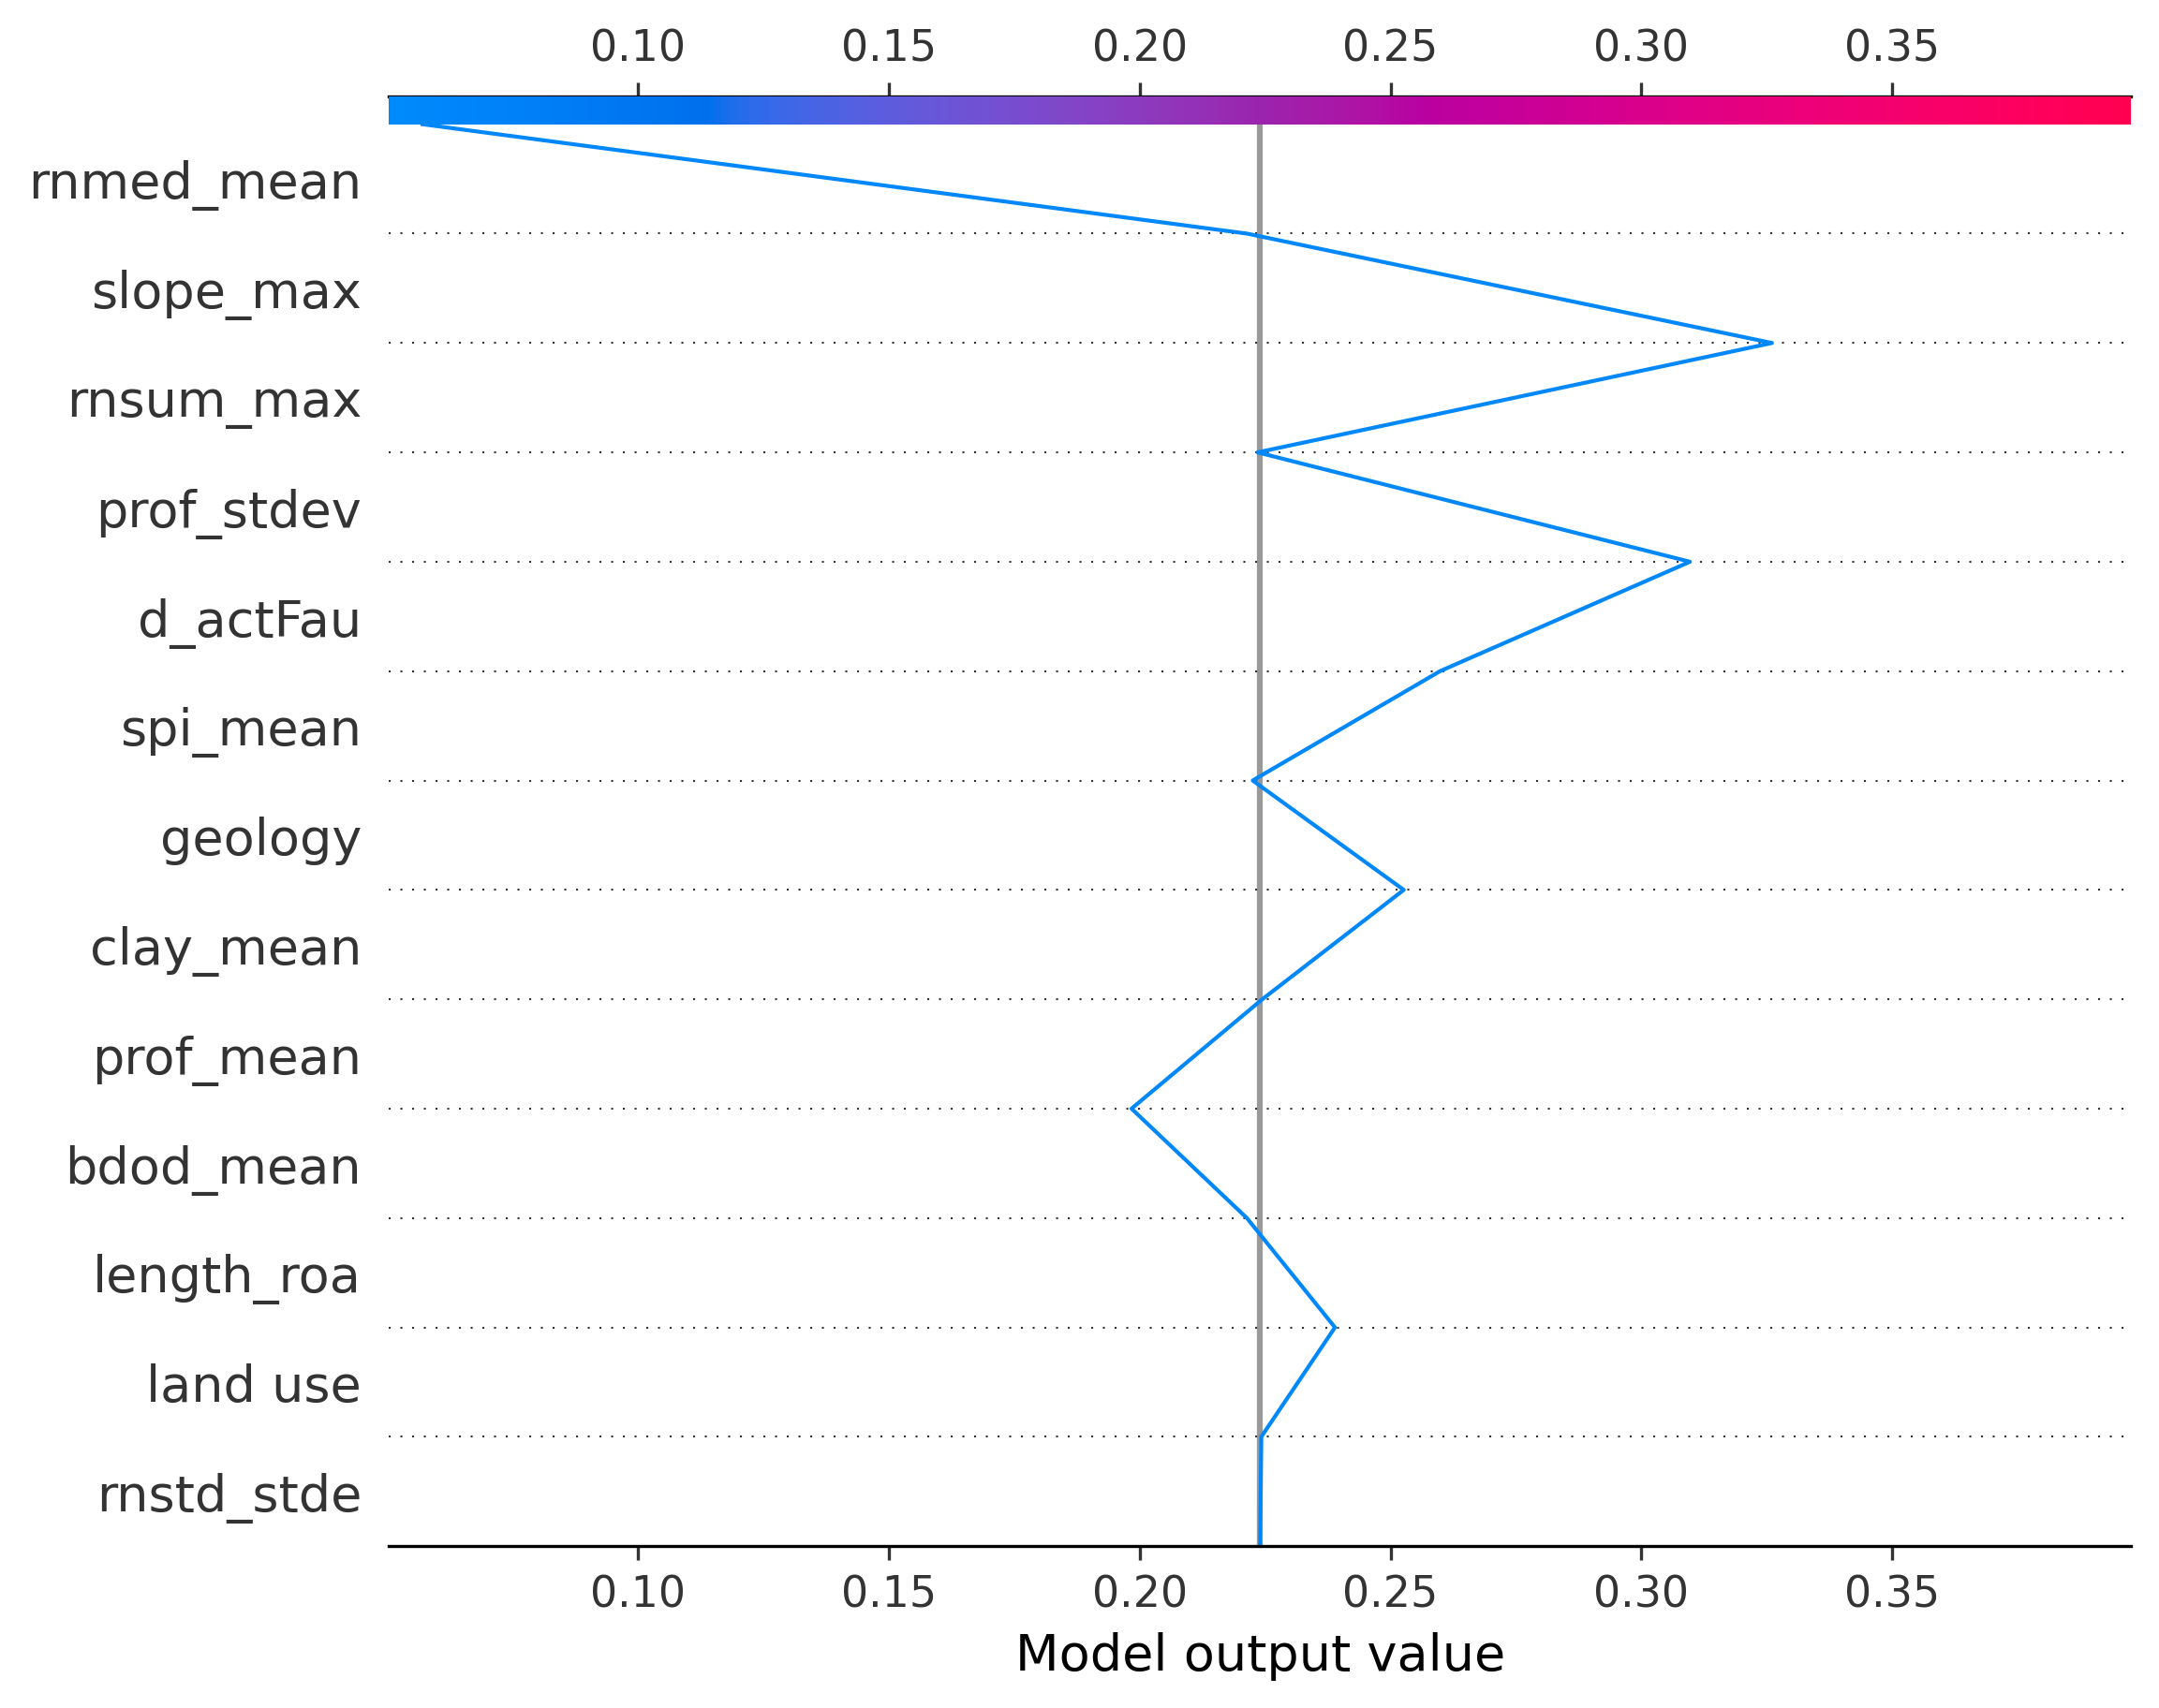 0.10 0.15 0.20 0.25 0.30 0.35
rnmed_mean
slope_max
rnsum_max
prof_stdev
d_actFau
spi_mean
geology
clay_mean
prof_mean
bdod_mean
length_roa
land use
rnstd_stde
0.10 0.15 0.20 0.25 0.30 0.35
Model output value